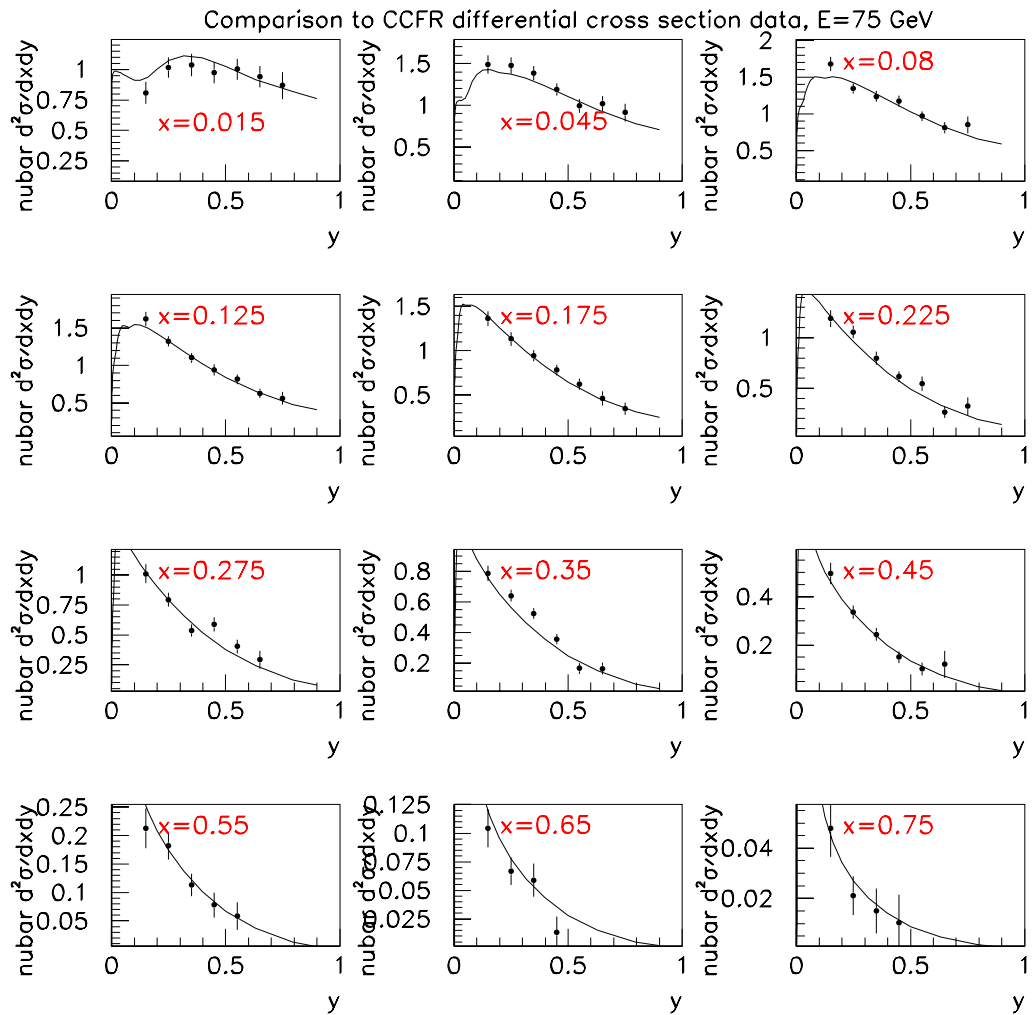 Comparison to CCFR differential cross section data, E=75 GeV
nubar d²σ/dxdy
1
0.75
0.5
0.25
x=0.015
0 0.5 1
y
nubar d²σ/dxdy
1.5
1
0.5
x=0.045
0 0.5 1
y
nubar d²σ/dxdy
2
1.5
1
0.5
x=0.08
0 0.5 1
y
nubar d²σ/dxdy
1.5
1
0.5
x=0.125
0 0.5 1
y
nubar d²σ/dxdy
1.5
1
0.5
x=0.175
0 0.5 1
y
nubar d²σ/dxdy
1
0.5
x=0.225
0 0.5 1
y
nubar d²σ/dxdy
1
0.75
0.5
0.25
x=0.275
0 0.5 1
y
nubar d²σ/dxdy
0.8
0.6
0.4
0.2
x=0.35
0 0.5 1
y
nubar d²σ/dxdy
0.4
0.2
x=0.45
0 0.5 1
y
nubar d²σ/dxdy
0.25
0.2
0.15
0.1
0.05
x=0.55
0 0.5 1
y
nubar d²σ/dxdy
0.125
0.1
0.075
0.05
0.025
x=0.65
0 0.5 1
y
nubar d²σ/dxdy
0.04
0.02
x=0.75
0 0.5 1
y